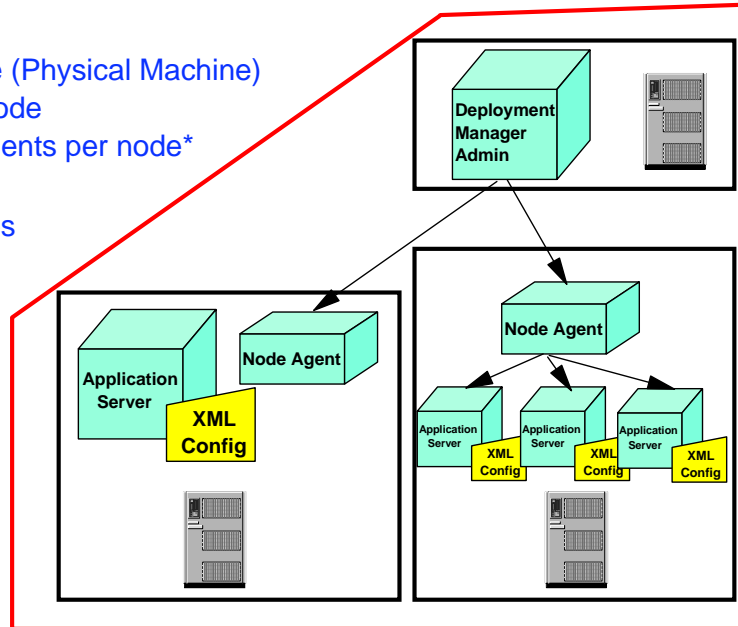 (Physical Machine)
ents per node*
Deployment
Manager
Admin
Node Agent
Application
Server
XML
Config
Node Agent
Application
Server
XML
Config
Application
Server
XML
Config
Application
Server
XML
Config